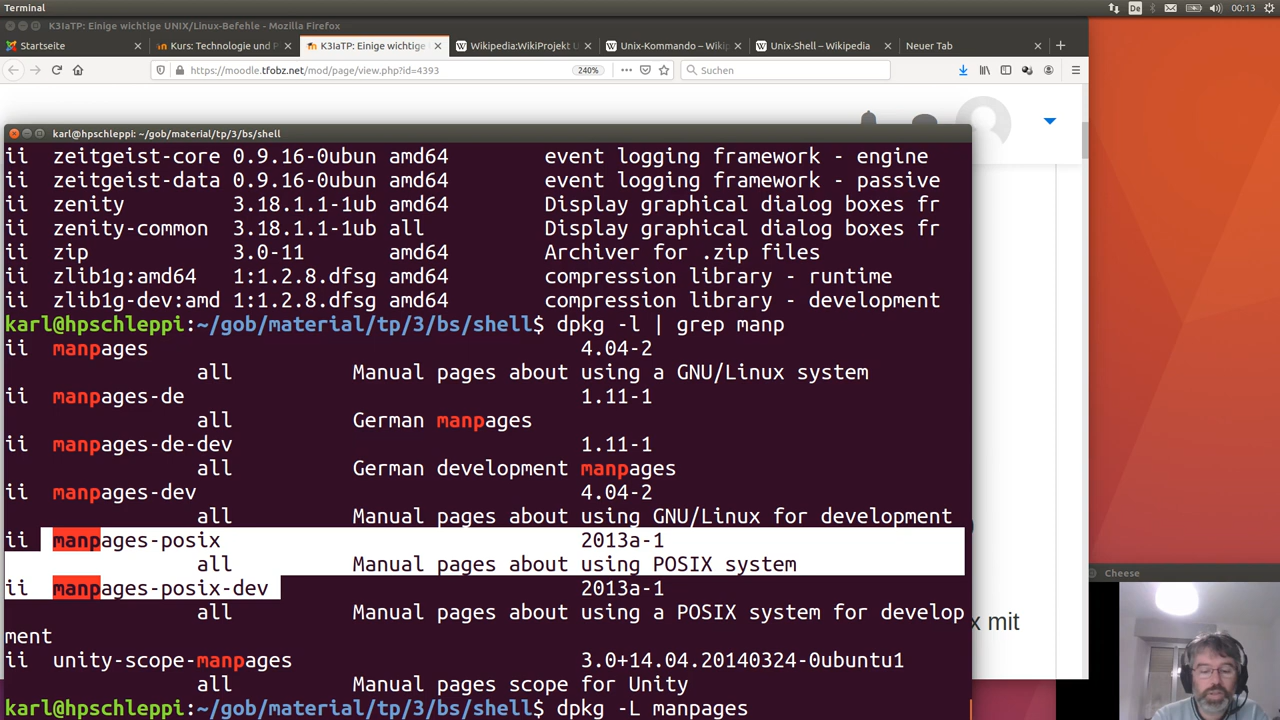 Terminal
De
00:13
K3IaTP: Einige wichtige UNIX/Linux-Befehle - Mozilla Firefox
Startseite
Kurs: Technologie und P
K3IaTP: Einige wichtige
Wikipedia:WikiProjekt U
Unix-Kommando – Wikip
Unix-Shell – Wikipedia
Neuer Tab
https://moodle.tfobz.net/mod/page/view.php?id=4393
240%
Suchen
karl@hpschleppi: ~/gob/material/tp/3/bs/shell
ii zeitgeist-core 0.9.16-0ubun amd64 event logging framework - engine
ii zeitgeist-data 0.9.16-0ubun amd64 event logging framework - passive
ii zenity 3.18.1.1-1ub amd64 Display graphical dialog boxes fr
ii zenity-common 3.18.1.1-1ub all Display graphical dialog boxes fr
ii zip 3.0-11 amd64 Archiver for .zip files
ii zlib1g:amd64 1:1.2.8.dfsg amd64 compression library - runtime
ii zlib1g-dev:amd 1:1.2.8.dfsg amd64 compression library - development
karl@hpschleppi:~/gob/material/tp/3/bs/shell$ dpkg -l | grep manp
ii manpages 4.04-2
all Manual pages about using a GNU/Linux system
ii manpages-de 1.11-1
all German manpages
ii manpages-de-dev 1.11-1
all German development manpages
ii manpages-dev 4.04-2
all Manual pages about using GNU/Linux for development
ii manpages-posix 2013a-1
all Manual pages about using POSIX system
ii manpages-posix-dev 2013a-1
all Manual pages about using a POSIX system for develop
ment
ii unity-scope-manpages 3.0+14.04.20140324-0ubuntu1
all Manual pages scope for Unity
karl@hpschleppi:~/gob/material/tp/3/bs/shell$ dpkg -L manpages
Cheese
x mit